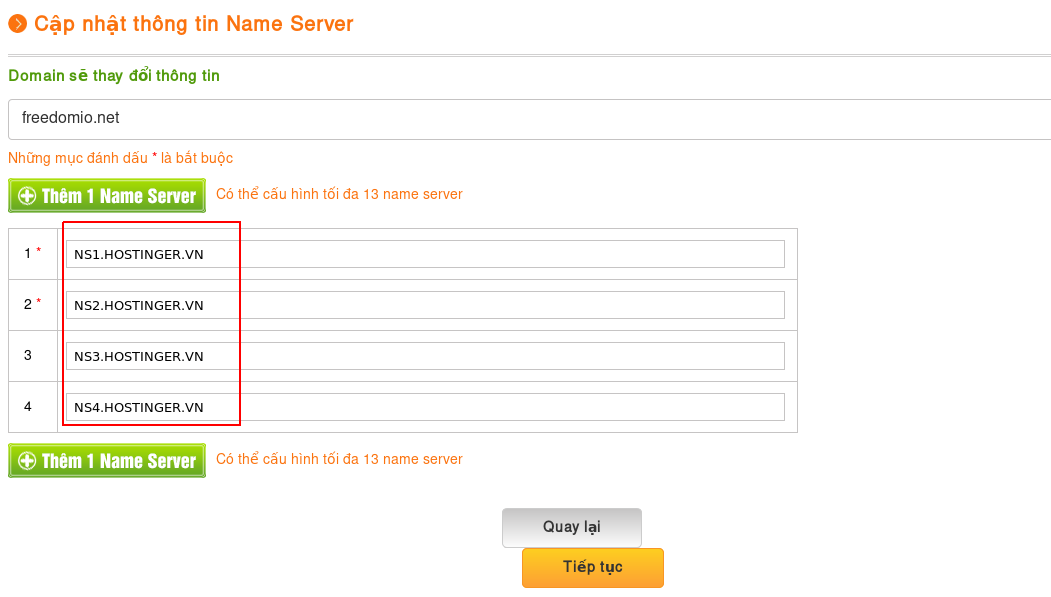 Cập nhật thông tin Name Server
Domain sẽ thay đổi thông tin
freedomio.net
Những mục đánh dấu * là bắt buộc
Thêm 1 Name Server Có thể cấu hình tối đa 13 name server
1 * NS1.HOSTINGER.VN
2 * NS2.HOSTINGER.VN
3 NS3.HOSTINGER.VN
4 NS4.HOSTINGER.VN
Thêm 1 Name Server Có thể cấu hình tối đa 13 name server
Quay lại
Tiếp tục